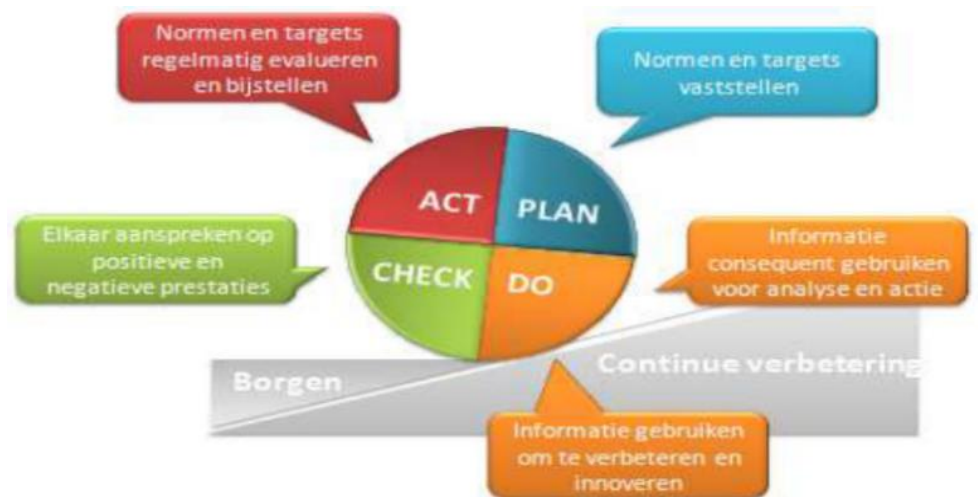 Normen en targets
regelmatig evalueren
en bijstellen
Normen en targets
vaststellen
ACT
PLAN
Elkaar aanspreken op
positieve en
negatieve prestaties
CHECK
DO
Informatie
consequent gebruiken
voor analyse en actie
Borgen
Continue verbetering
Informatie gebruiken
om te verbeteren en
innoveren